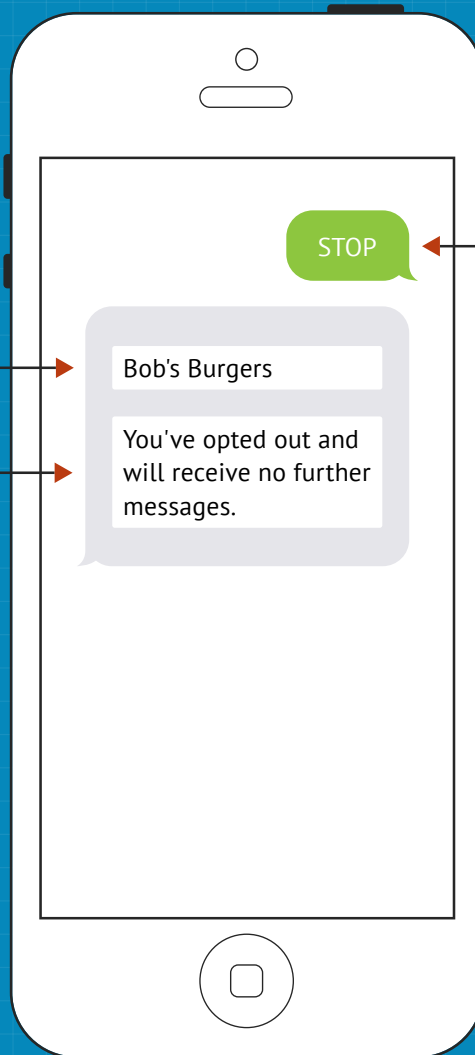 STOP
Bob's Burgers
You've opted out and
will receive no further
messages.